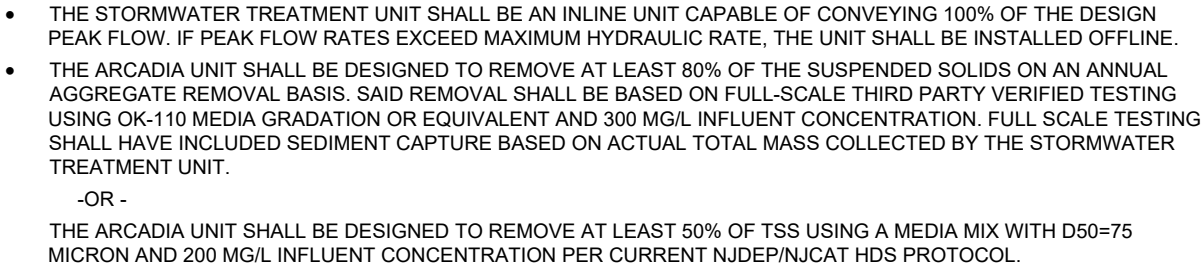 • THE STORMWATER TREATMENT UNIT SHALL BE AN INLINE UNIT CAPABLE OF CONVEYING 100% OF THE DESIGN
PEAK FLOW. IF PEAK FLOW RATES EXCEED MAXIMUM HYDRAULIC RATE, THE UNIT SHALL BE INSTALLED OFFLINE.
• THE ARCADIA UNIT SHALL BE DESIGNED TO REMOVE AT LEAST 80% OF THE SUSPENDED SOLIDS ON AN ANNUAL
AGGREGATE REMOVAL BASIS. SAID REMOVAL SHALL BE BASED ON FULL-SCALE THIRD PARTY VERIFIED TESTING
USING OK-110 MEDIA GRADATION OR EQUIVALENT AND 300 MG/L INFLUENT CONCENTRATION. FULL SCALE TESTING
SHALL HAVE INCLUDED SEDIMENT CAPTURE BASED ON ACTUAL TOTAL MASS COLLECTED BY THE STORMWATER
TREATMENT UNIT.
-OR -
THE ARCADIA UNIT SHALL BE DESIGNED TO REMOVE AT LEAST 50% OF TSS USING A MEDIA MIX WITH D50=75
MICRON AND 200 MG/L INFLUENT CONCENTRATION PER CURRENT NJDEP/NJCAT HDS PROTOCOL.